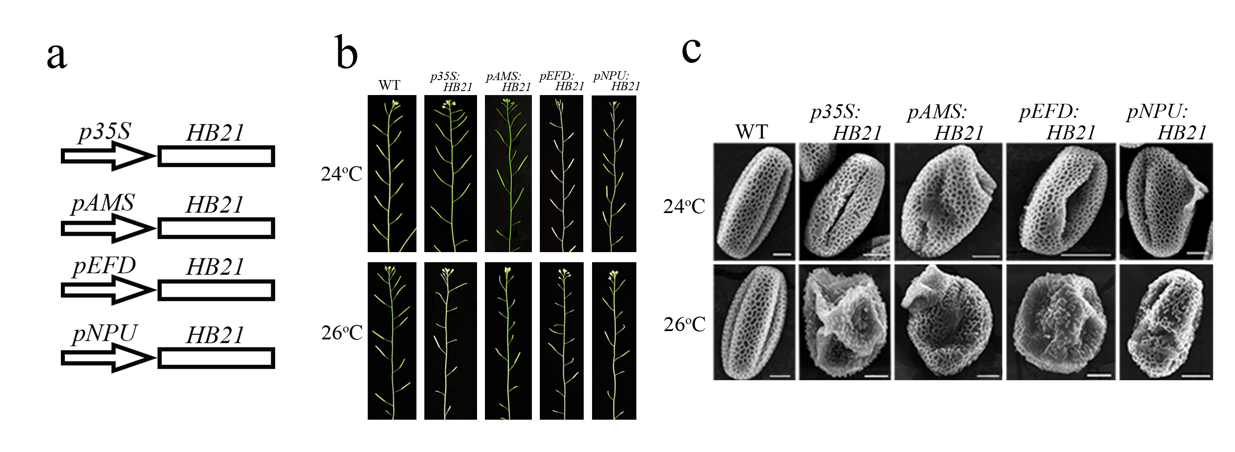 a
p35S HB21
pAMS HB21
pEFD HB21
pNPU HB21
b
WT
p35S:
HB21
pAMS:
HB21
pEFD:
HB21
pNPU:
HB21
24°C
26°C
c
WT
p35S:
HB21
pAMS:
HB21
pEFD:
HB21
pNPU:
HB21
24°C
26°C